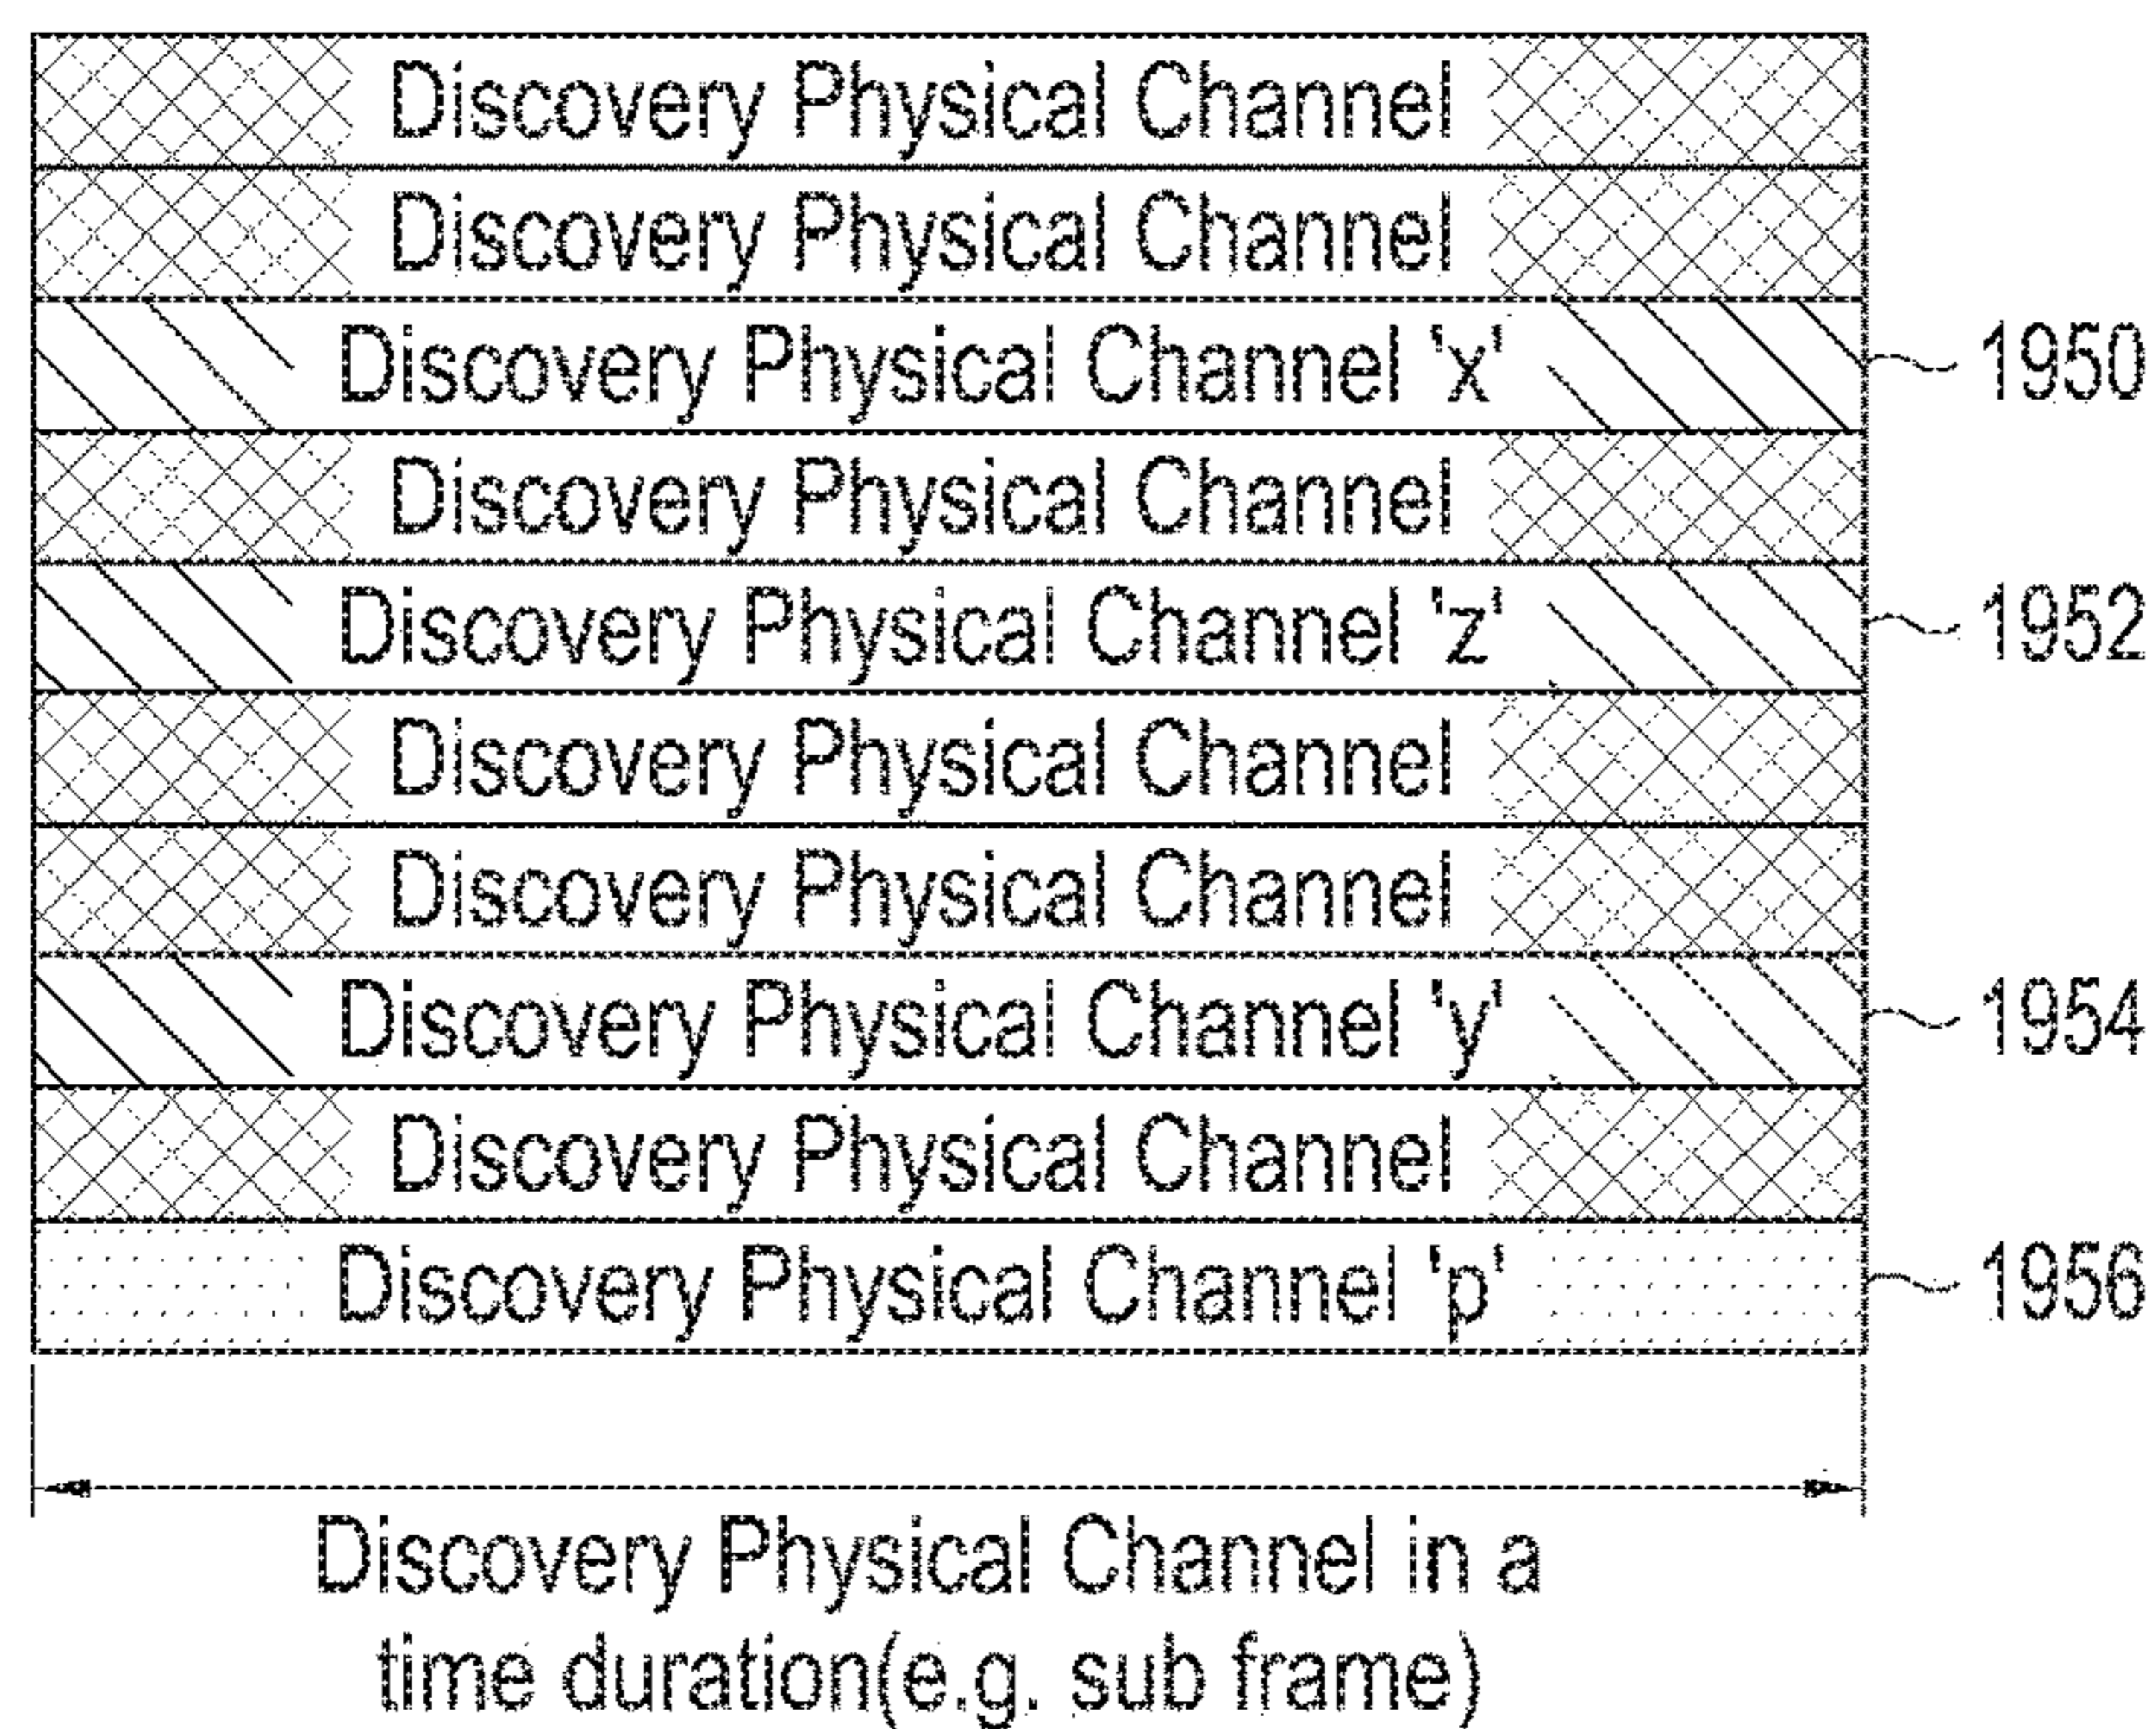 Discovery Physical Channel
Discovery Physical Channel
Discovery Physical Channel 'x' 1950
Discovery Physical Channel
Discovery Physical Channel 'z' 1952
Discovery Physical Channel
Discovery Physical Channel
Discovery Physical Channel 'y' 1954
Discovery Physical Channel
Discovery Physical Channel 'p' 1956
Discovery Physical Channel in a
time duration(e.g. sub frame)